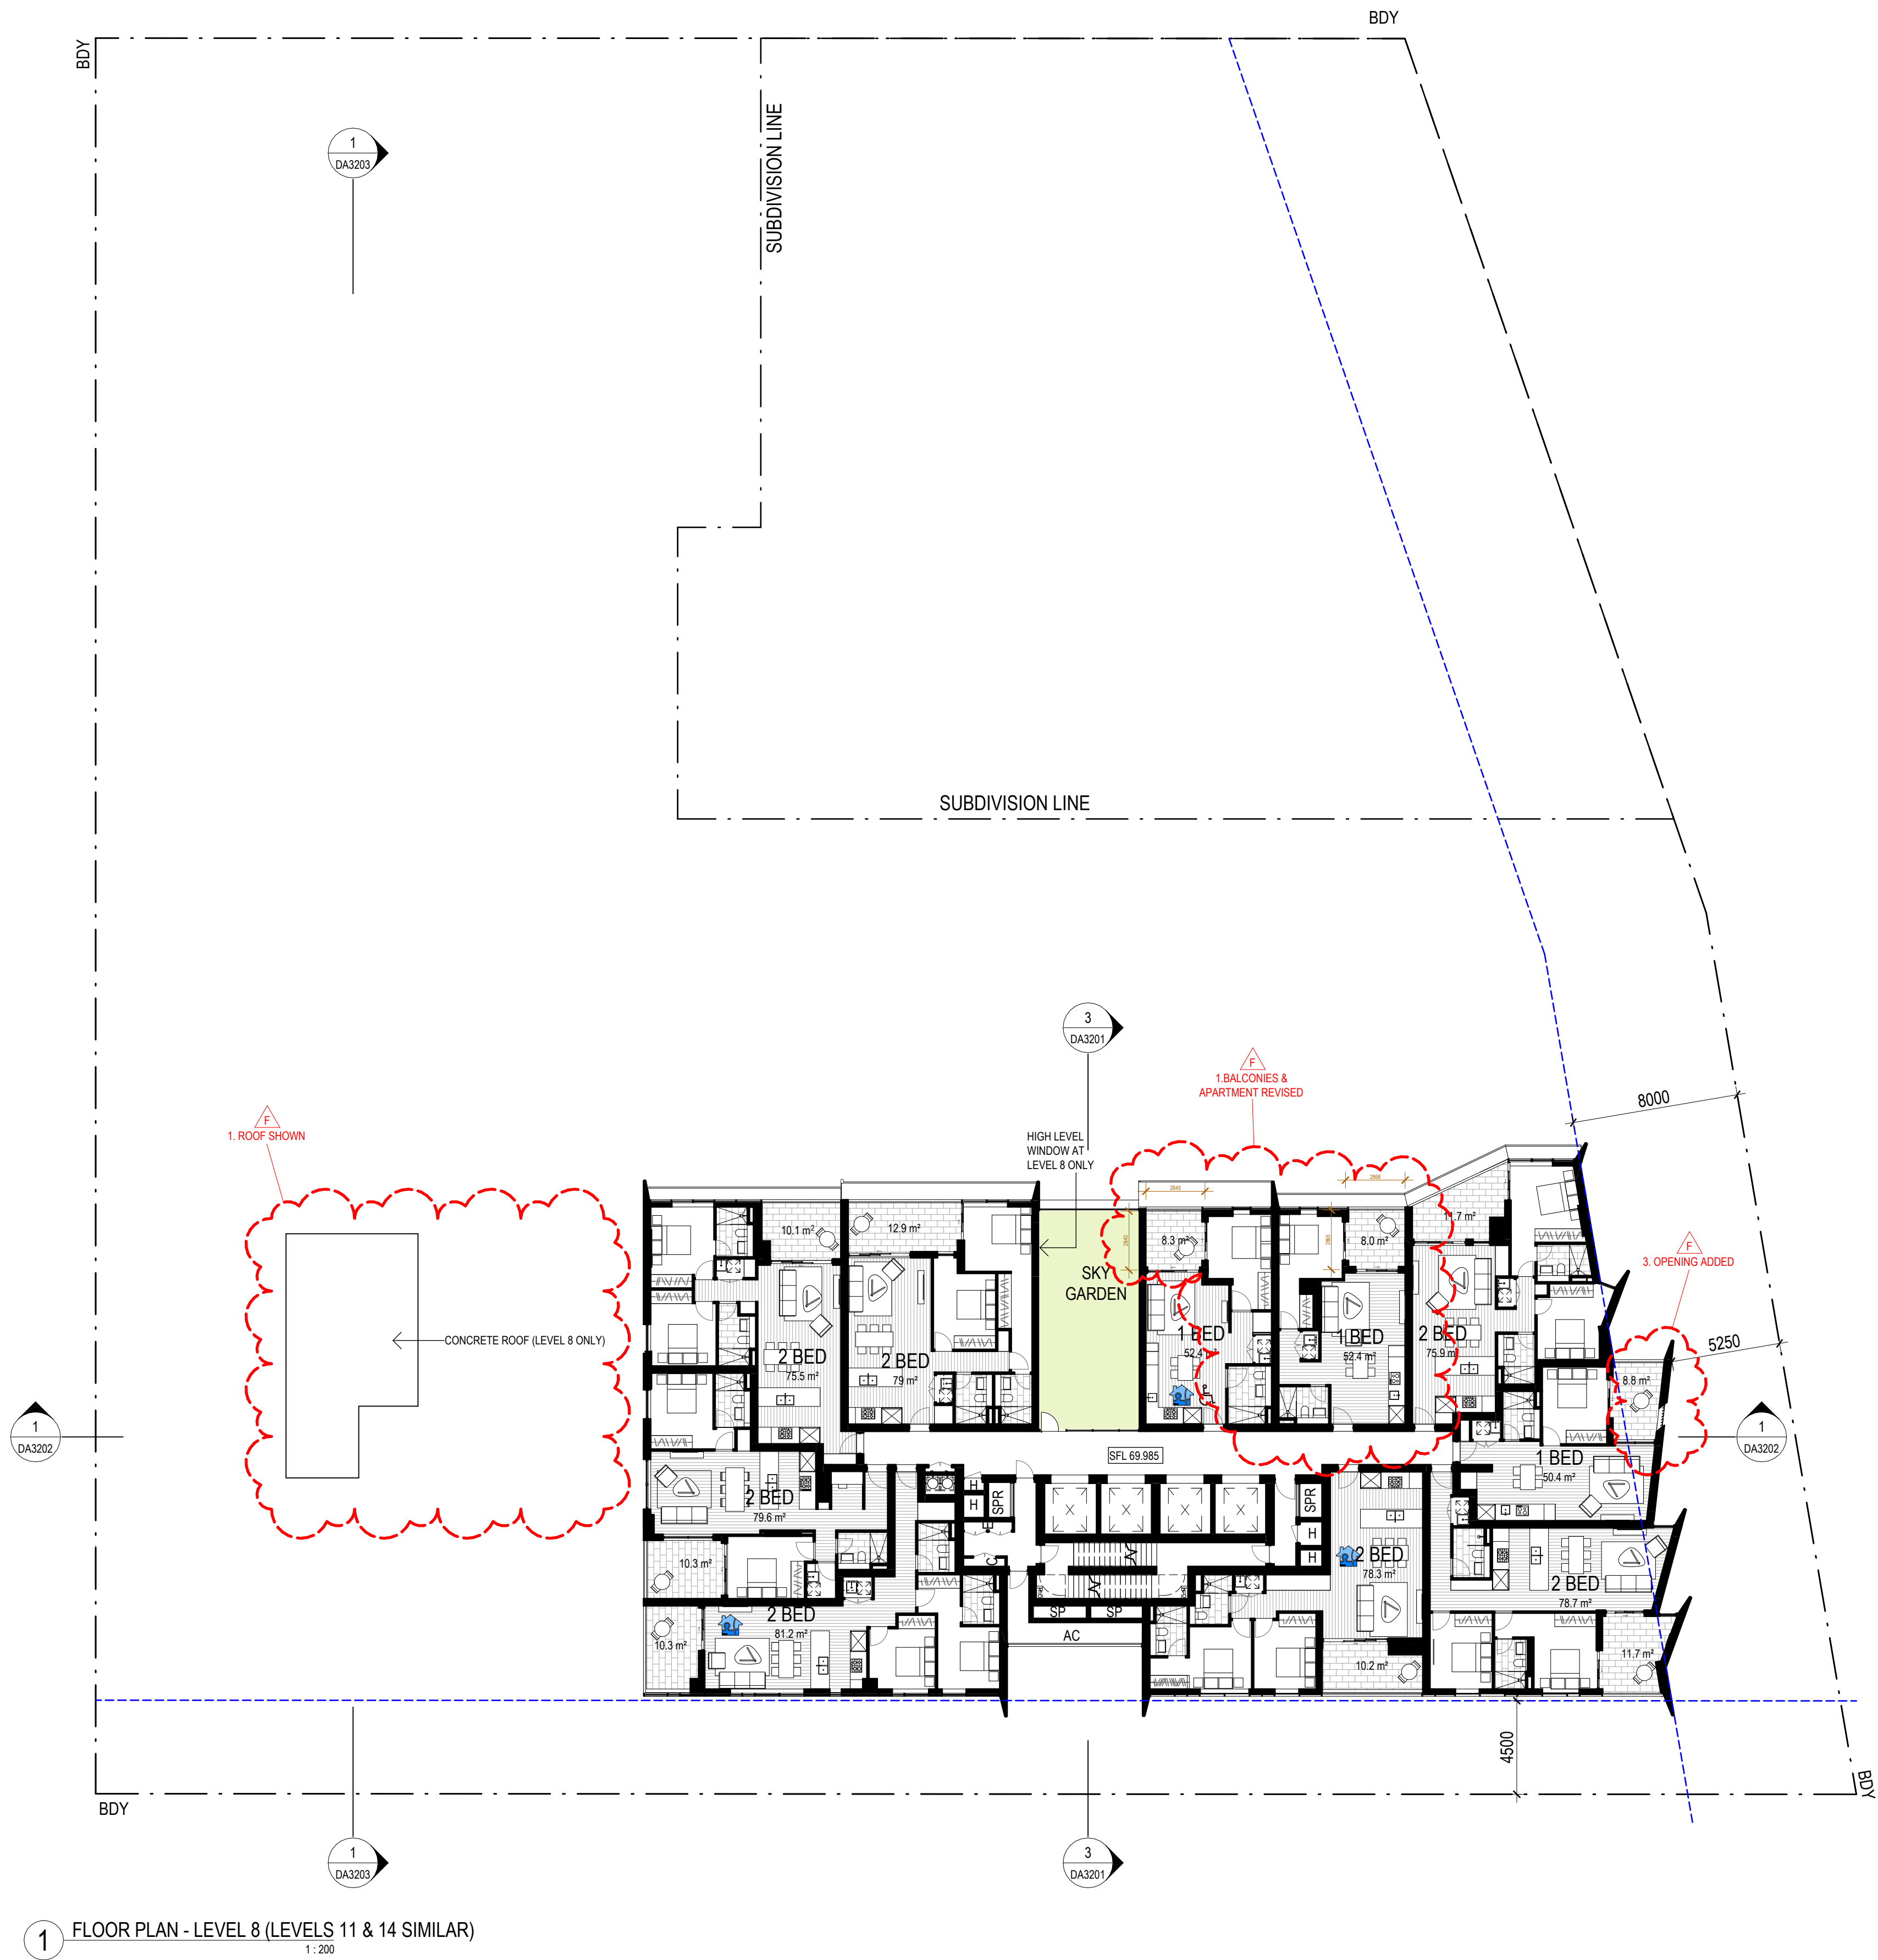 BDY
BDY
1
DA3203
SUBDIVISION LINE
SUBDIVISION LINE
3
DA3201
F
1.BALCONIES &
APARTMENT REVISED
8000
F
1. ROOF SHOWN
HIGH LEVEL
WINDOW AT
LEVEL 8 ONLY
2845
2868
10.1 m²
12.9 m²
8.3 m²
2840
2865
8.0 m²
11.7 m²
F
3. OPENING ADDED
SKY
GARDEN
CONCRETE ROOF (LEVEL 8 ONLY)
2 BED
75.5 m²
2 BED
79 m²
1 BED
52.4 m²
1 BED
52.4 m²
2 BED
75.9 m²
5250
8.8 m²
1
DA3202
1
DA3202
SFL 69.985
1 BED
50.4 m²
2 BED
79.6 m²
H
H
SPR
SPR
H
H
E
C
10.3 m²
2 BED
78.3 m²
2 BED
78.7 m²
2 BED
81.2 m²
10.3 m²
SP
SP
AC
10.2 m²
11.7 m²
4500
BDY
BDY
1
DA3203
3
DA3201
1
FLOOR PLAN - LEVEL 8 (LEVELS 11 & 14 SIMILAR)
1 : 200